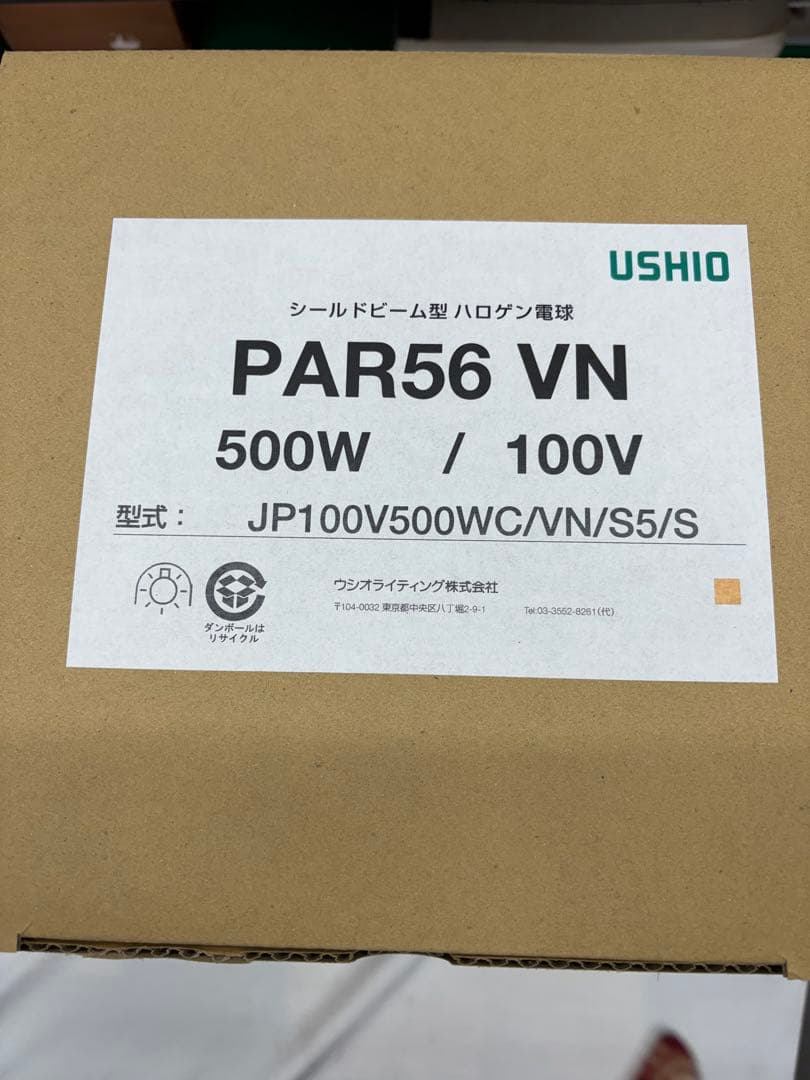 USHIO
シールドビーム型 ハロゲン電球
PAR56 VN
500W / 100V
型式： JP100V500WC/VN/S5/S
ダンボールは
リサイクル
ウシオライティング株式会社
〒104-0032 東京都中央区八丁堀2-9-1 Tel:03-3552-8261(代)